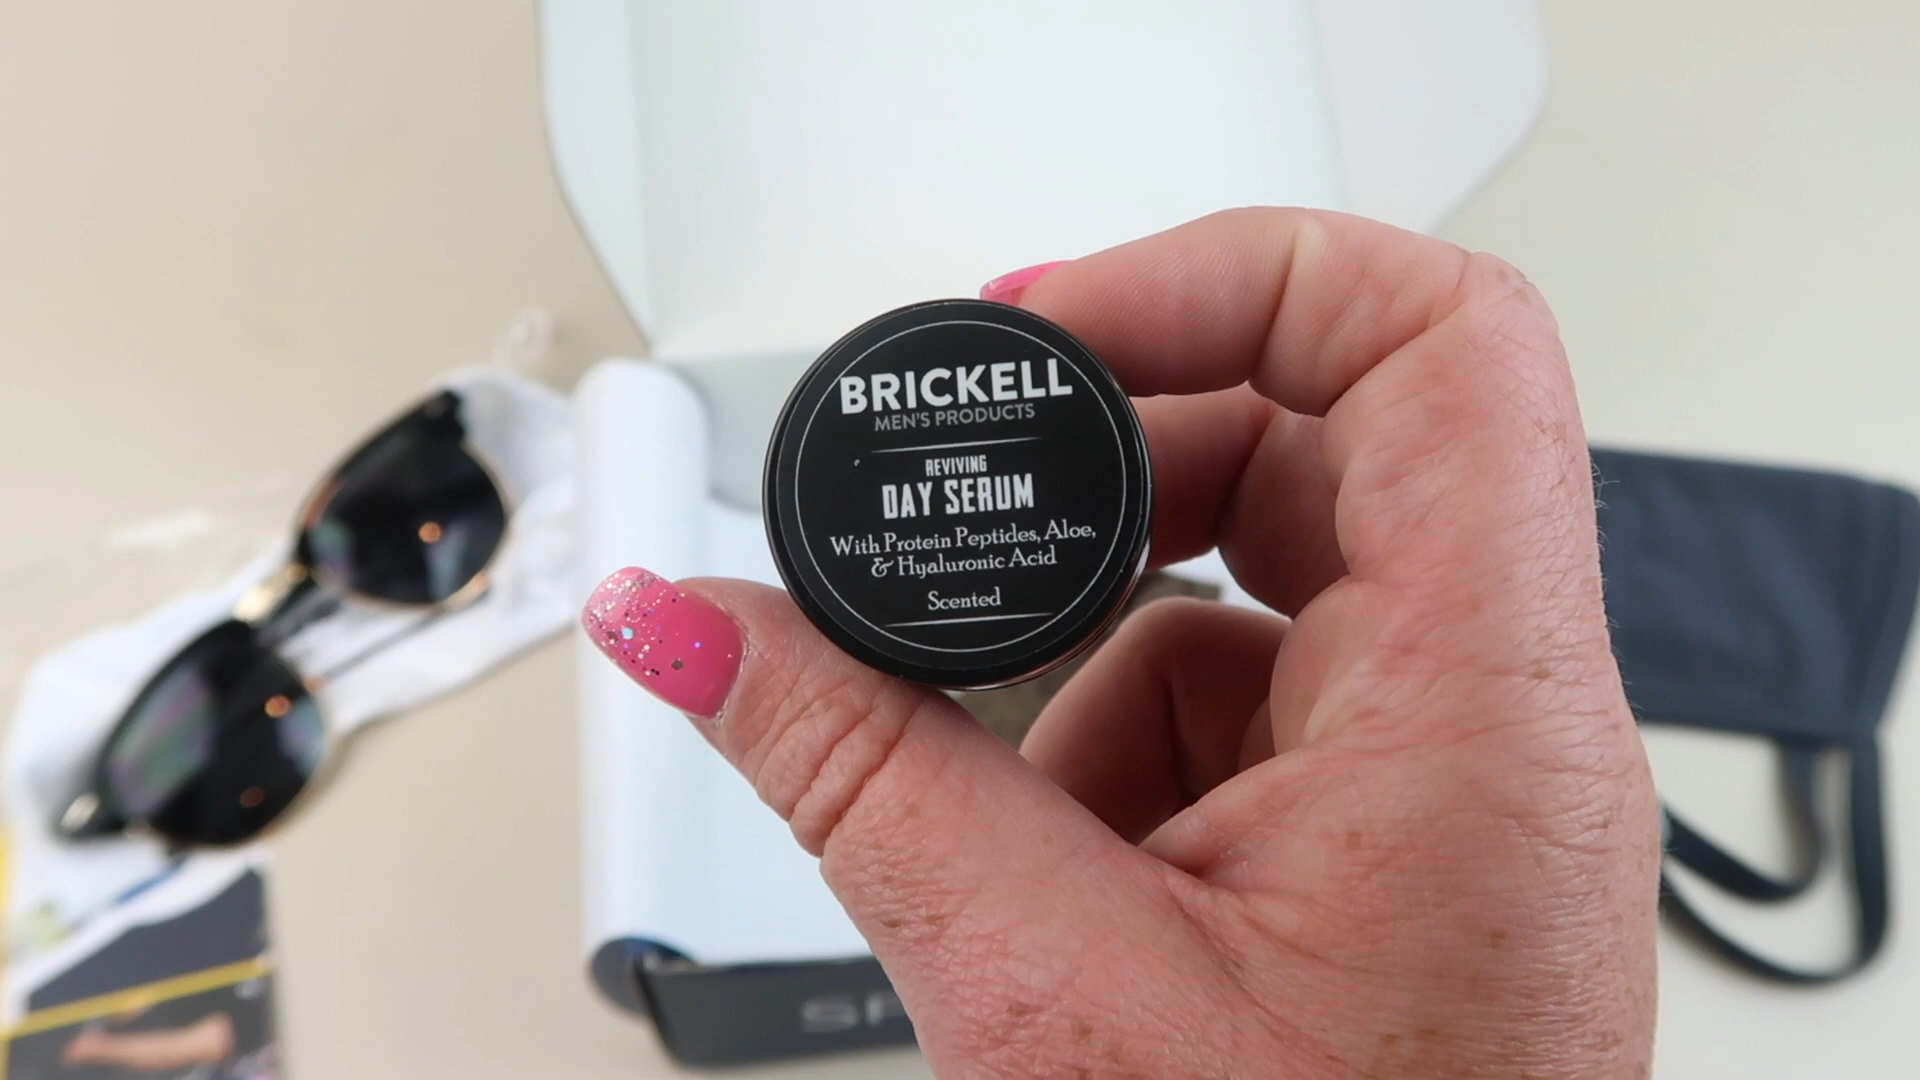 BRICKELL
MEN'S PRODUCTS
REVIVING
DAY SERUM
With Protein Peptides, Aloe,
& Hyaluronic Acid
Scented